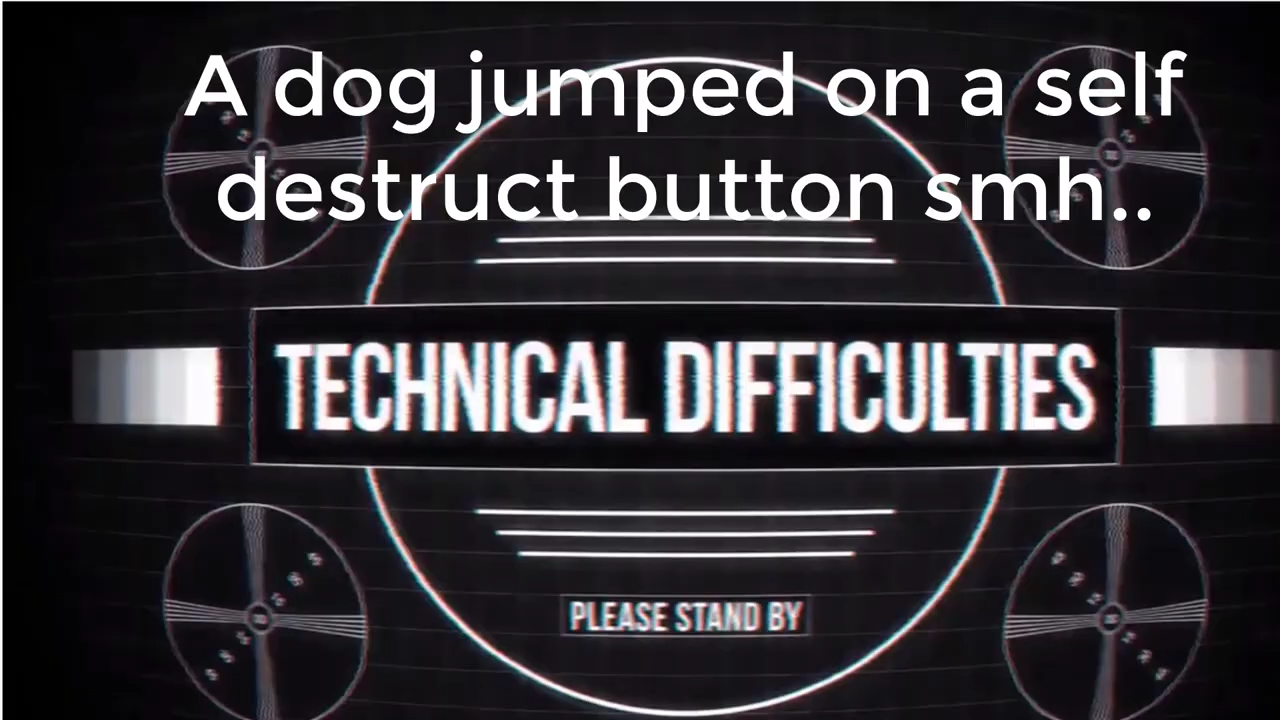 A dog jumped on a self
destruct button smh..
TECHNICAL DIFFICULTIES
PLEASE STAND BY